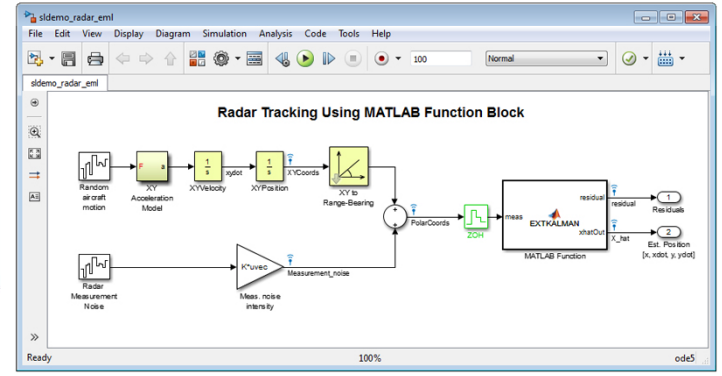 sldemo_radar_eml
File Edit View Display Diagram Simulation Analysis Code Tools Help
100
Normal
sldemo_radar_eml
Radar Tracking Using MATLAB Function Block
Random
aircraft
motion
F a
XY
Acceleration
Model
1
s
XYVelocity
xydot
1
s
XYPosition
XYCoords
XY to
Range-Bearing
+
+
PolarCoords
ZOH
meas
EXTKALMAN
residual
xhatOut
MATLAB Function
residual
X_hat
1
Residuals
2
Est. Position
[x, xdot, y, ydot]
Radar
Measurement
Noise
K*uvec
Meas. noise
intensity
Measurement_noise
A≡
»
Ready
100%
ode5